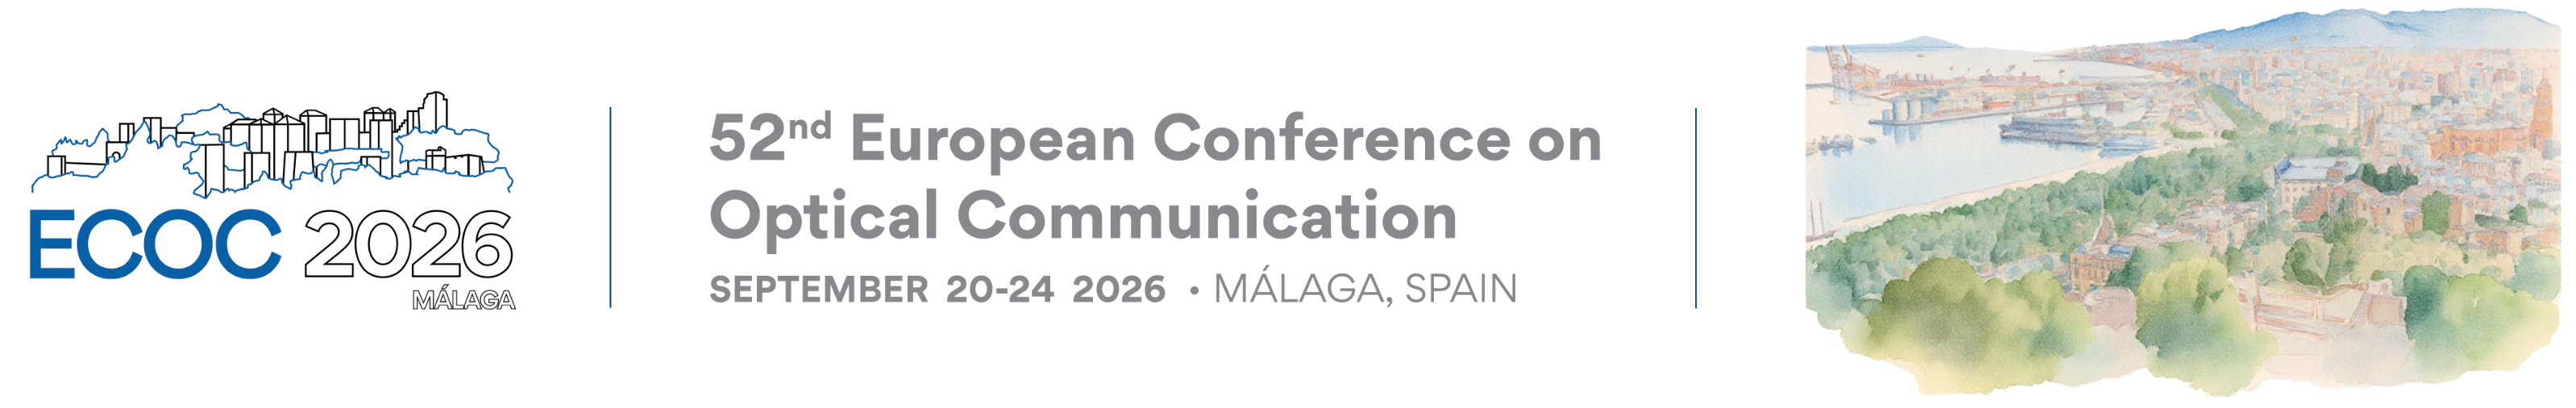 ECOC 2026
MÁLAGA
52nd European Conference on
Optical Communication
SEPTEMBER 20-24 2026 • MÁLAGA, SPAIN